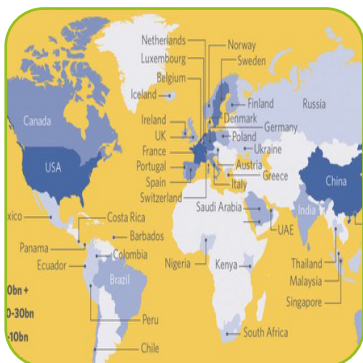 Netherlands
Norway
Luxembourg
Sweden
Belgium
Iceland
Finland
Russia
Canada
Ireland
Denmark
Germany
UK
Poland
France
Ukraine
USA
Portugal
Austria
China
Spain
Greece
Switzerland
Italy
Saudi Arabia
India
xico
Costa Rica
UAE
Barbados
Panama
Colombia
Nigeria
Kenya
Thailand
Ecuador
Brazil
Malaysia
0bn +
Singapore
0-30bn
Peru
South Africa
-10bn
Chile